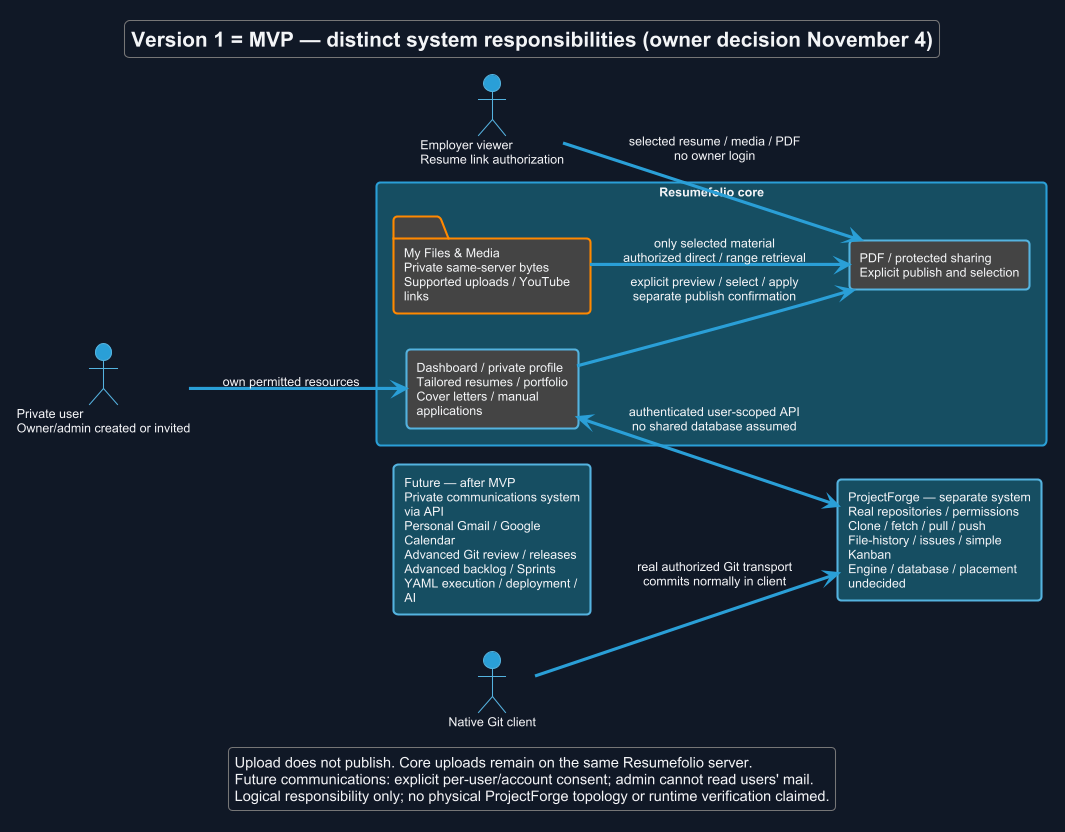 Version 1 = MVP — distinct system responsibilities (owner decision November 4)
Employer viewer
Resume link authorization
selected resume / media / PDF
no owner login
Resumefolio core
My Files & Media
Private same-server bytes
Supported uploads / YouTube
links
only selected material
authorized direct / range retrieval
explicit preview / select / apply
separate publish confirmation
PDF / protected sharing
Explicit publish and selection
Private user
Owner/admin created or invited
own permitted resources
Dashboard / private profile
Tailored resumes / portfolio
Cover letters / manual
applications
authenticated user-scoped API
no shared database assumed
Future — after MVP
Private communications system
via API
Personal Gmail / Google
Calendar
Advanced Git review / releases
Advanced backlog / Sprints
YAML execution / deployment /
AI
ProjectForge — separate system
Real repositories / permissions
Clone / fetch / pull / push
File-history / issues / simple
Kanban
Engine / database / placement
undecided
real authorized Git transport
commits normally in client
Native Git client
Upload does not publish. Core uploads remain on the same Resumefolio server.
Future communications: explicit per-user/account consent; admin cannot read users' mail.
Logical responsibility only; no physical ProjectForge topology or runtime verification claimed.